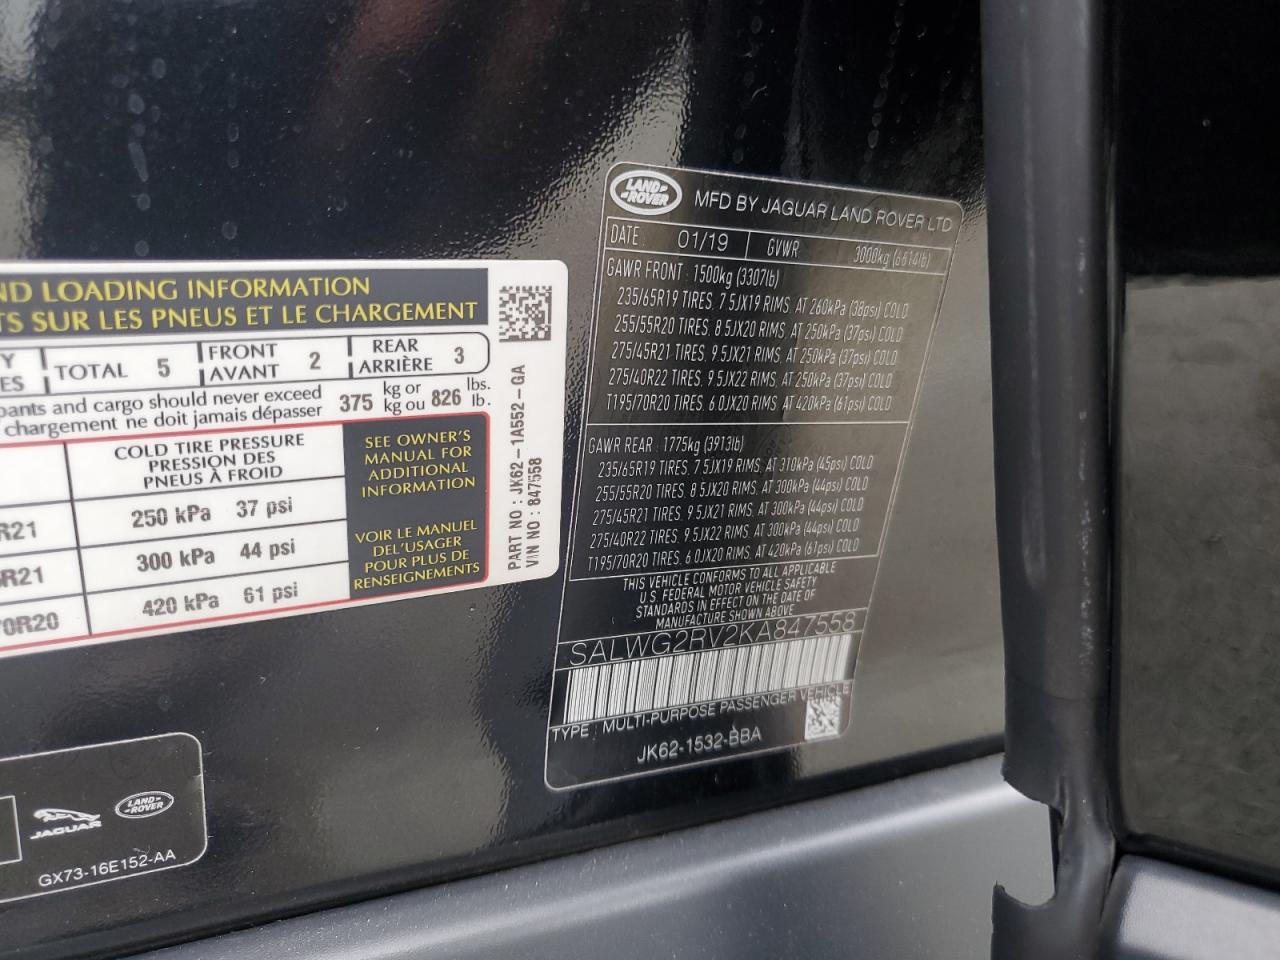 ND LOADING INFORMATION
TS SUR LES PNEUS ET LE CHARGEMENT
Y TOTAL 5 FRONT 2 REAR 3
ES AVANT ARRIÈRE
pants and cargo should never exceed 375 kg or 826 lbs.
chargement ne doit jamais dépasser kg ou lb.
COLD TIRE PRESSURE
PRESSION DES
PNEUS À FROID
R21 250 kPa 37 psi
R21 300 kPa 44 psi
0R20 420 kPa 61 psi
SEE OWNER'S
MANUAL FOR
ADDITIONAL
INFORMATION
VOIR LE MANUEL
DEL'USAGER
POUR PLUS DE
RENSEIGNEMENTS
PART NO : JK62-1A552-GA
VIN NO : 847558
LAND
ROVER
MFD BY JAGUAR LAND ROVER LTD
DATE: 01/19 GVWR 3000kg (6614lb)
GAWR FRONT: 1500kg (3307lb)
235/65R19 TIRES, 7.5JX19 RIMS, AT 260kPa (38psi) COLD
255/55R20 TIRES, 8.5JX20 RIMS, AT 250kPa (37psi) COLD
275/45R21 TIRES, 9.5JX21 RIMS, AT 250kPa (37psi) COLD
275/40R22 TIRES, 9.5JX22 RIMS, AT 250kPa (37psi) COLD
T195/70R20 TIRES, 6.0JX20 RIMS, AT 420kPa (61psi) COLD
GAWR REAR: 1775kg (3913lb)
235/65R19 TIRES, 7.5JX19 RIMS, AT 310kPa (45psi) COLD
255/55R20 TIRES, 8.5JX20 RIMS, AT 300kPa (44psi) COLD
275/45R21 TIRES, 9.5JX21 RIMS, AT 300kPa (44psi) COLD
275/40R22 TIRES, 9.5JX22 RIMS, AT 300kPa (44psi) COLD
T195/70R20 TIRES, 6.0JX20 RIMS, AT 420kPa (61psi) COLD
THIS VEHICLE CONFORMS TO ALL APPLICABLE
U.S. FEDERAL MOTOR VEHICLE SAFETY
STANDARDS IN EFFECT ON THE DATE OF
MANUFACTURE SHOWN ABOVE
SALWG2RV2KA847558
TYPE: MULTI-PURPOSE PASSENGER VEHICLE
JK62-1532-BBA
JAGUAR
LAND
ROVER
GX73-16E152-AA